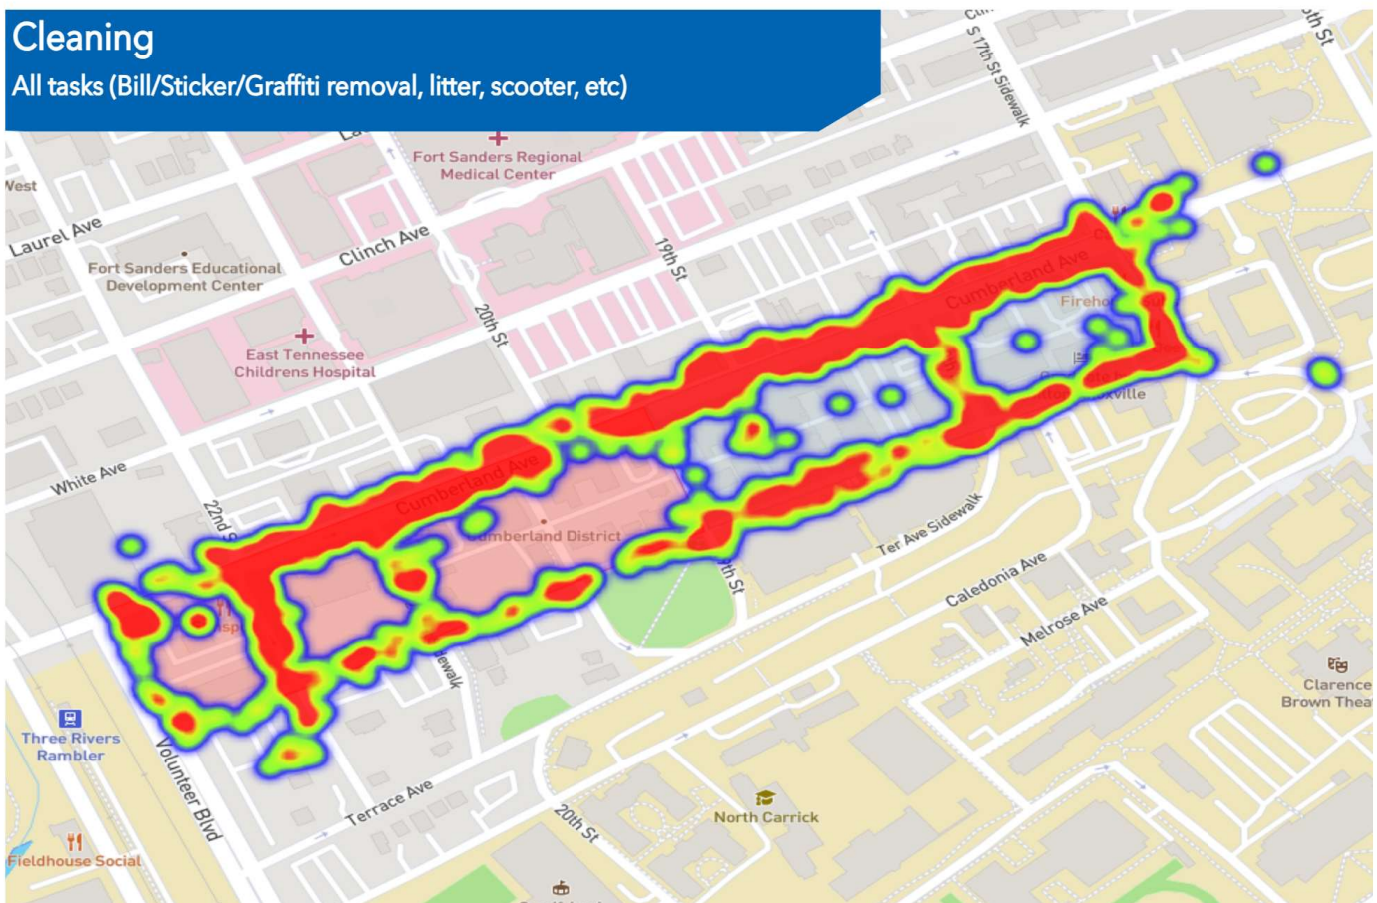 Cleaning
All tasks (Bill/Sticker/Graffiti removal, litter, scooter, etc)
S 17th St Sidewalk
Fort Sanders Regional
Medical Center
West
Laurel Ave
Clinch Ave
19th St
Fort Sanders Educational
Development Center
Cumberland Ave
20th St
East Tennessee
Childrens Hospital
White Ave
Cumberland Ave
22nd S
Cumberland District
Ter Ave Sidewalk
Caledonia Ave
Melrose Ave
Clarence
Brown Thea
Three Rivers
Rambler
Volunteer Blvd
Terrace Ave
20th St
North Carrick
Fieldhouse Social